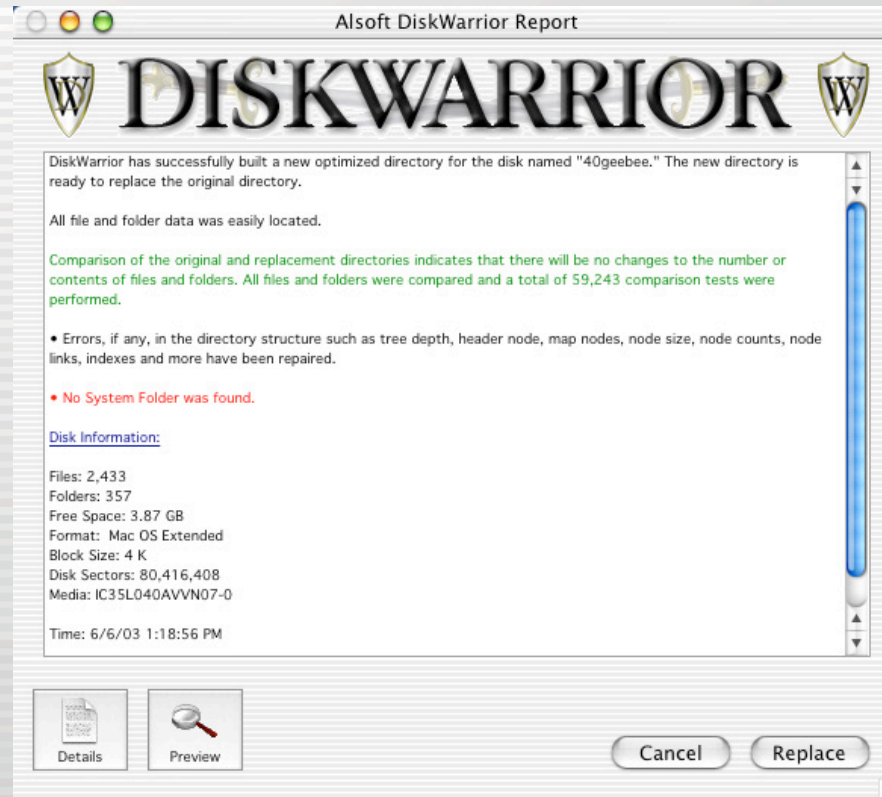 Alsoft DiskWarrior Report
W DISKWARRIOR W
DiskWarrior has successfully built a new optimized directory for the disk named "40geebee." The new directory is
ready to replace the original directory.
All file and folder data was easily located.
Comparison of the original and replacement directories indicates that there will be no changes to the number or
contents of files and folders. All files and folders were compared and a total of 59,243 comparison tests were
performed.
• Errors, if any, in the directory structure such as tree depth, header node, map nodes, node size, node counts, node
links, indexes and more have been repaired.
• No System Folder was found.
Disk Information:
Files: 2,433
Folders: 357
Free Space: 3.87 GB
Format:  Mac OS Extended
Block Size: 4 K
Disk Sectors: 80,416,408
Media: IC35L040AVVN07-0
Time: 6/6/03 1:18:56 PM
Details
Preview
Cancel
Replace